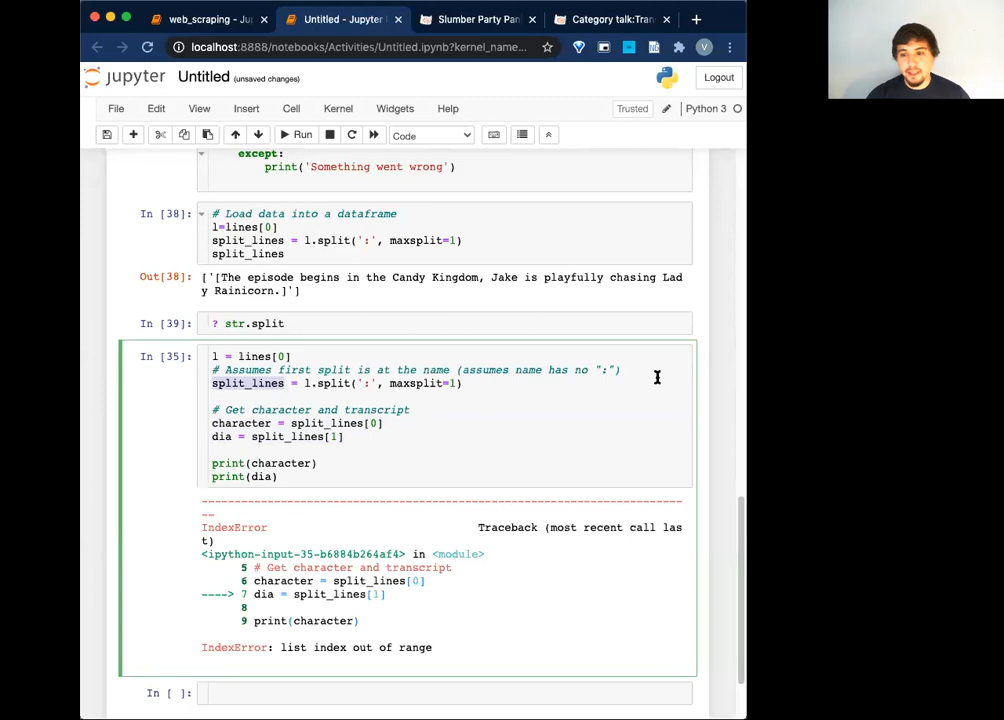 web_scraping - Ju
Untitled - Jupyter
Slumber Party Pan
Category talk:Tran
localhost:8888/notebooks/Activities/Untitled.ipynb?kernel_name...
V
jupyter Untitled (unsaved changes)
Logout
File Edit View Insert Cell Kernel Widgets Help
Trusted
Python 3
Run
Code
except:
print('Something went wrong')
In [38]:
# Load data into a dataframe
l=lines[0]
split_lines = l.split(':', maxsplit=1)
split_lines
Out[38]:
['[The episode begins in the Candy Kingdom, Jake is playfully chasing Lad
y Rainicorn.]']
In [39]:
? str.split
In [35]:
l = lines[0]
# Assumes first split is at the name (assumes name has no ":")
split_lines = l.split(':', maxsplit=1)
# Get character and transcript
character = split_lines[0]
dia = split_lines[1]
print(character)
print(dia)
---------------------------------------------------------------------------
IndexError Traceback (most recent call las
t)
<ipython-input-35-b6884b264af4> in <module>
5 # Get character and transcript
6 character = split_lines[0]
----> 7 dia = split_lines[1]
8
9 print(character)
IndexError: list index out of range
In [ ]: